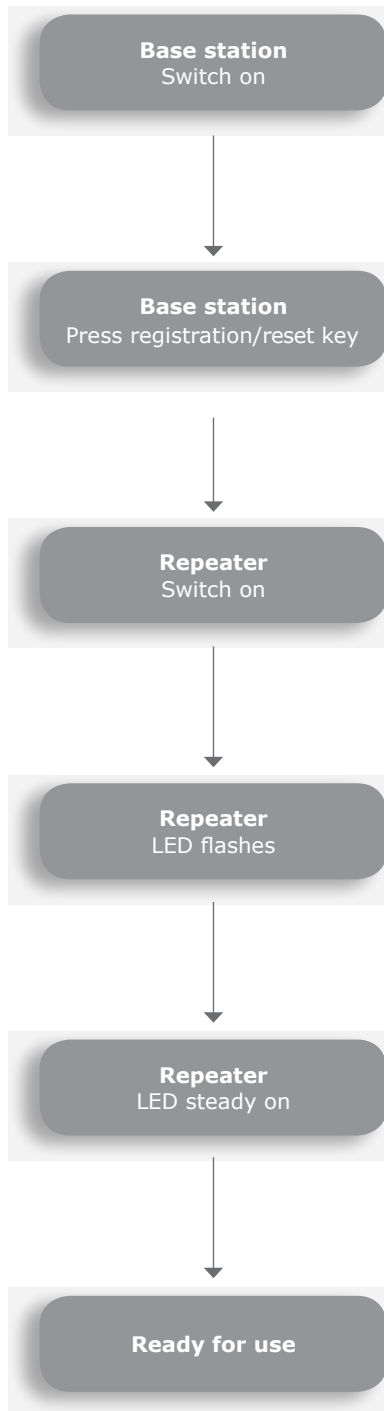 Base station
Switch on
Base station
Press registration/reset key
Repeater
Switch on
Repeater
LED flashes
Repeater
LED steady on
Ready for use